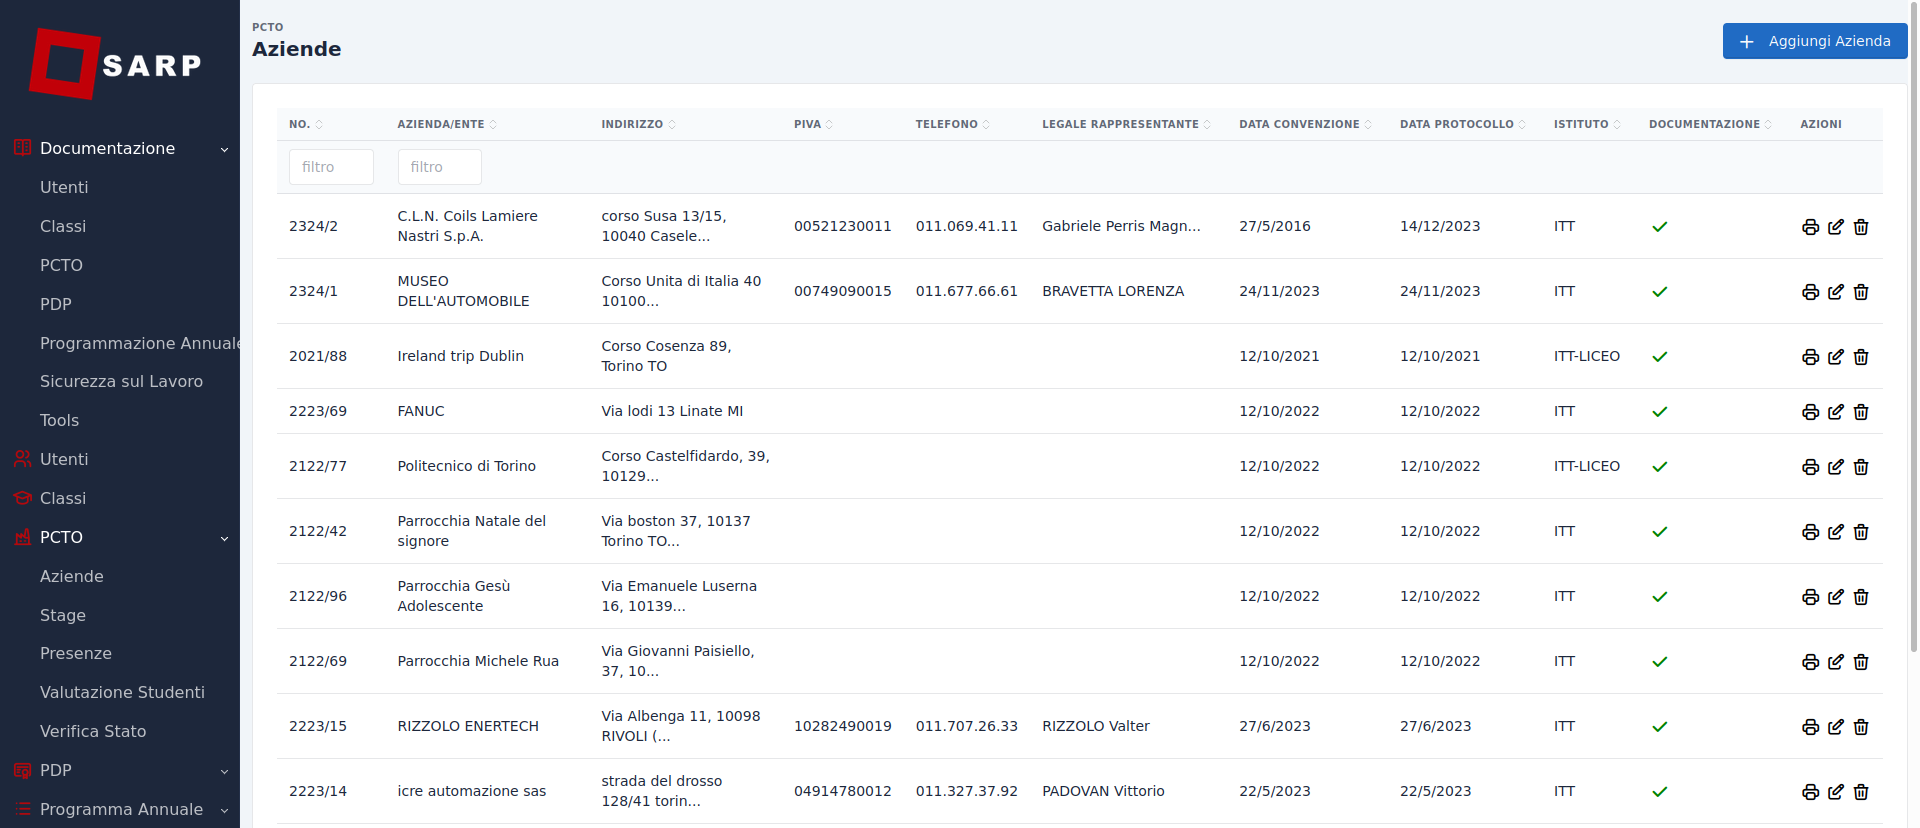 SARP
Documentazione
Utenti
Classi
PCTO
PDP
Programmazione Annuale
Sicurezza sul Lavoro
Tools
Utenti
Classi
PCTO
Aziende
Stage
Presenze
Valutazione Studenti
Verifica Stato
PDP
Programma Annuale
PCTO
Aziende
Aggiungi Azienda
NO. AZIENDA/ENTE INDIRIZZO PIVA TELEFONO LEGALE RAPPRESENTANTE DATA CONVENZIONE DATA PROTOCOLLO ISTITUTO DOCUMENTAZIONE AZIONI
filtro filtro
2324/2 C.L.N. Coils Lamiere Nastri S.p.A. corso Susa 13/15, 10040 Casele... 00521230011 011.069.41.11 Gabriele Perris Magn... 27/5/2016 14/12/2023 ITT
2324/1 MUSEO DELL'AUTOMOBILE Corso Unita di Italia 40 10100... 00749090015 011.677.66.61 BRAVETTA LORENZA 24/11/2023 24/11/2023 ITT
2021/88 Ireland trip Dublin Corso Cosenza 89, Torino TO 12/10/2021 12/10/2021 ITT-LICEO
2223/69 FANUC Via lodi 13 Linate MI 12/10/2022 12/10/2022 ITT
2122/77 Politecnico di Torino Corso Castelfidardo, 39, 10129... 12/10/2022 12/10/2022 ITT-LICEO
2122/42 Parrocchia Natale del signore Via boston 37, 10137 Torino TO... 12/10/2022 12/10/2022 ITT
2122/96 Parrocchia Gesù Adolescente Via Emanuele Luserna 16, 10139... 12/10/2022 12/10/2022 ITT
2122/69 Parrocchia Michele Rua Via Giovanni Paisiello, 37, 10... 12/10/2022 12/10/2022 ITT
2223/15 RIZZOLO ENERTECH Via Albenga 11, 10098 RIVOLI (... 10282490019 011.707.26.33 RIZZOLO Valter 27/6/2023 27/6/2023 ITT
2223/14 icre automazione sas strada del drosso 128/41 torin... 04914780012 011.327.37.92 PADOVAN Vittorio 22/5/2023 22/5/2023 ITT